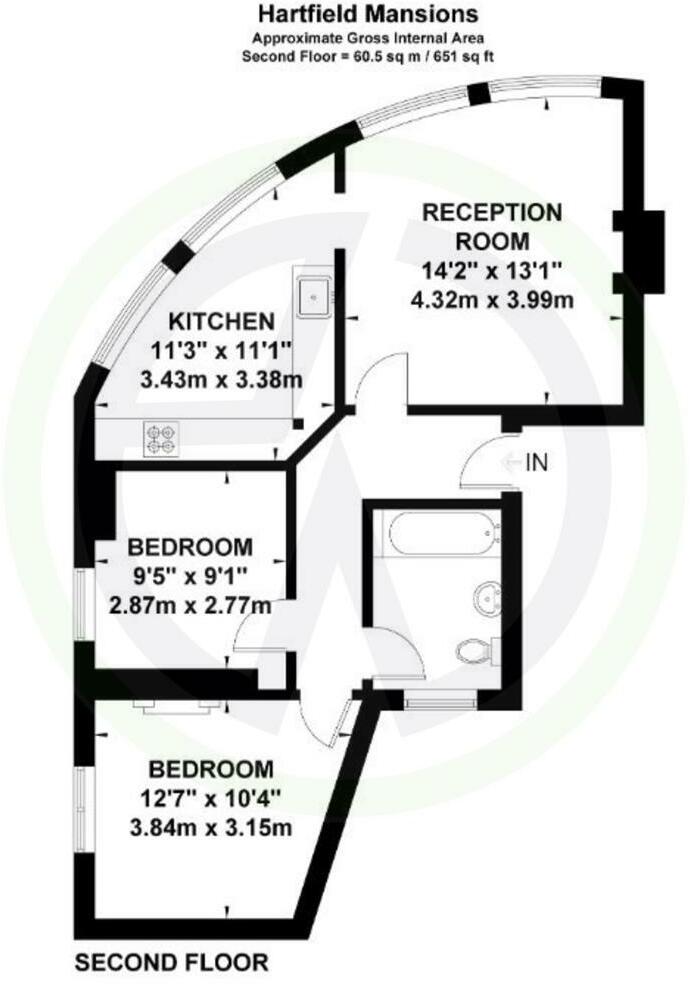 Hartfield Mansions
Approximate Gross Internal Area
Second Floor = 60.5 sq m / 651 sq ft
RECEPTION
ROOM
14'2" x 13'1"
4.32m x 3.99m
KITCHEN
11'3" x 11'1"
3.43m x 3.38m
IN
BEDROOM
9'5" x 9'1"
2.87m x 2.77m
BEDROOM
12'7" x 10'4"
3.84m x 3.15m
SECOND FLOOR